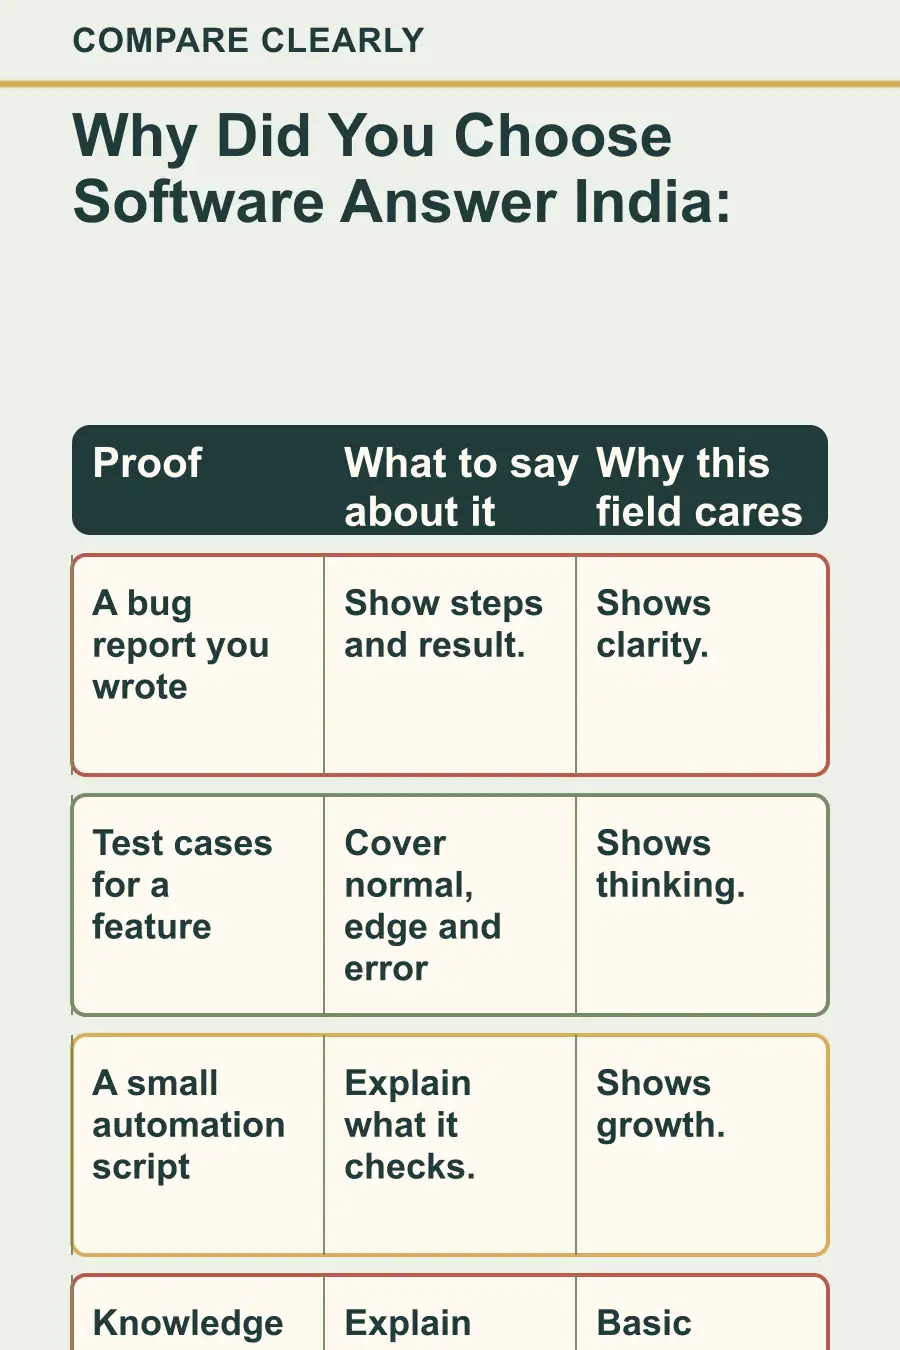 COMPARE CLEARLY
Why Did You Choose
Software Answer India:
Proof
What to say
about it
Why this
field cares
A bug
report you
wrote
Show steps
and result.
Shows
clarity.
Test cases
for a
feature
Cover
normal,
edge and
error
Shows
thinking.
A small
automation
script
Explain
what it
checks.
Shows
growth.
Knowledge
Explain
Basic